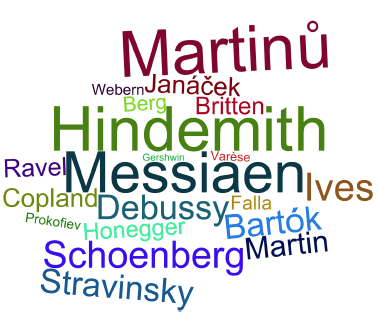 Martinů
Webern Janáček
Berg Britten
Hindemith
Gershwin Varèse
Ravel Messiaen Ives
Copland Debussy Falla
Prokofiev Honegger Bartók
Schoenberg Martin
Stravinsky